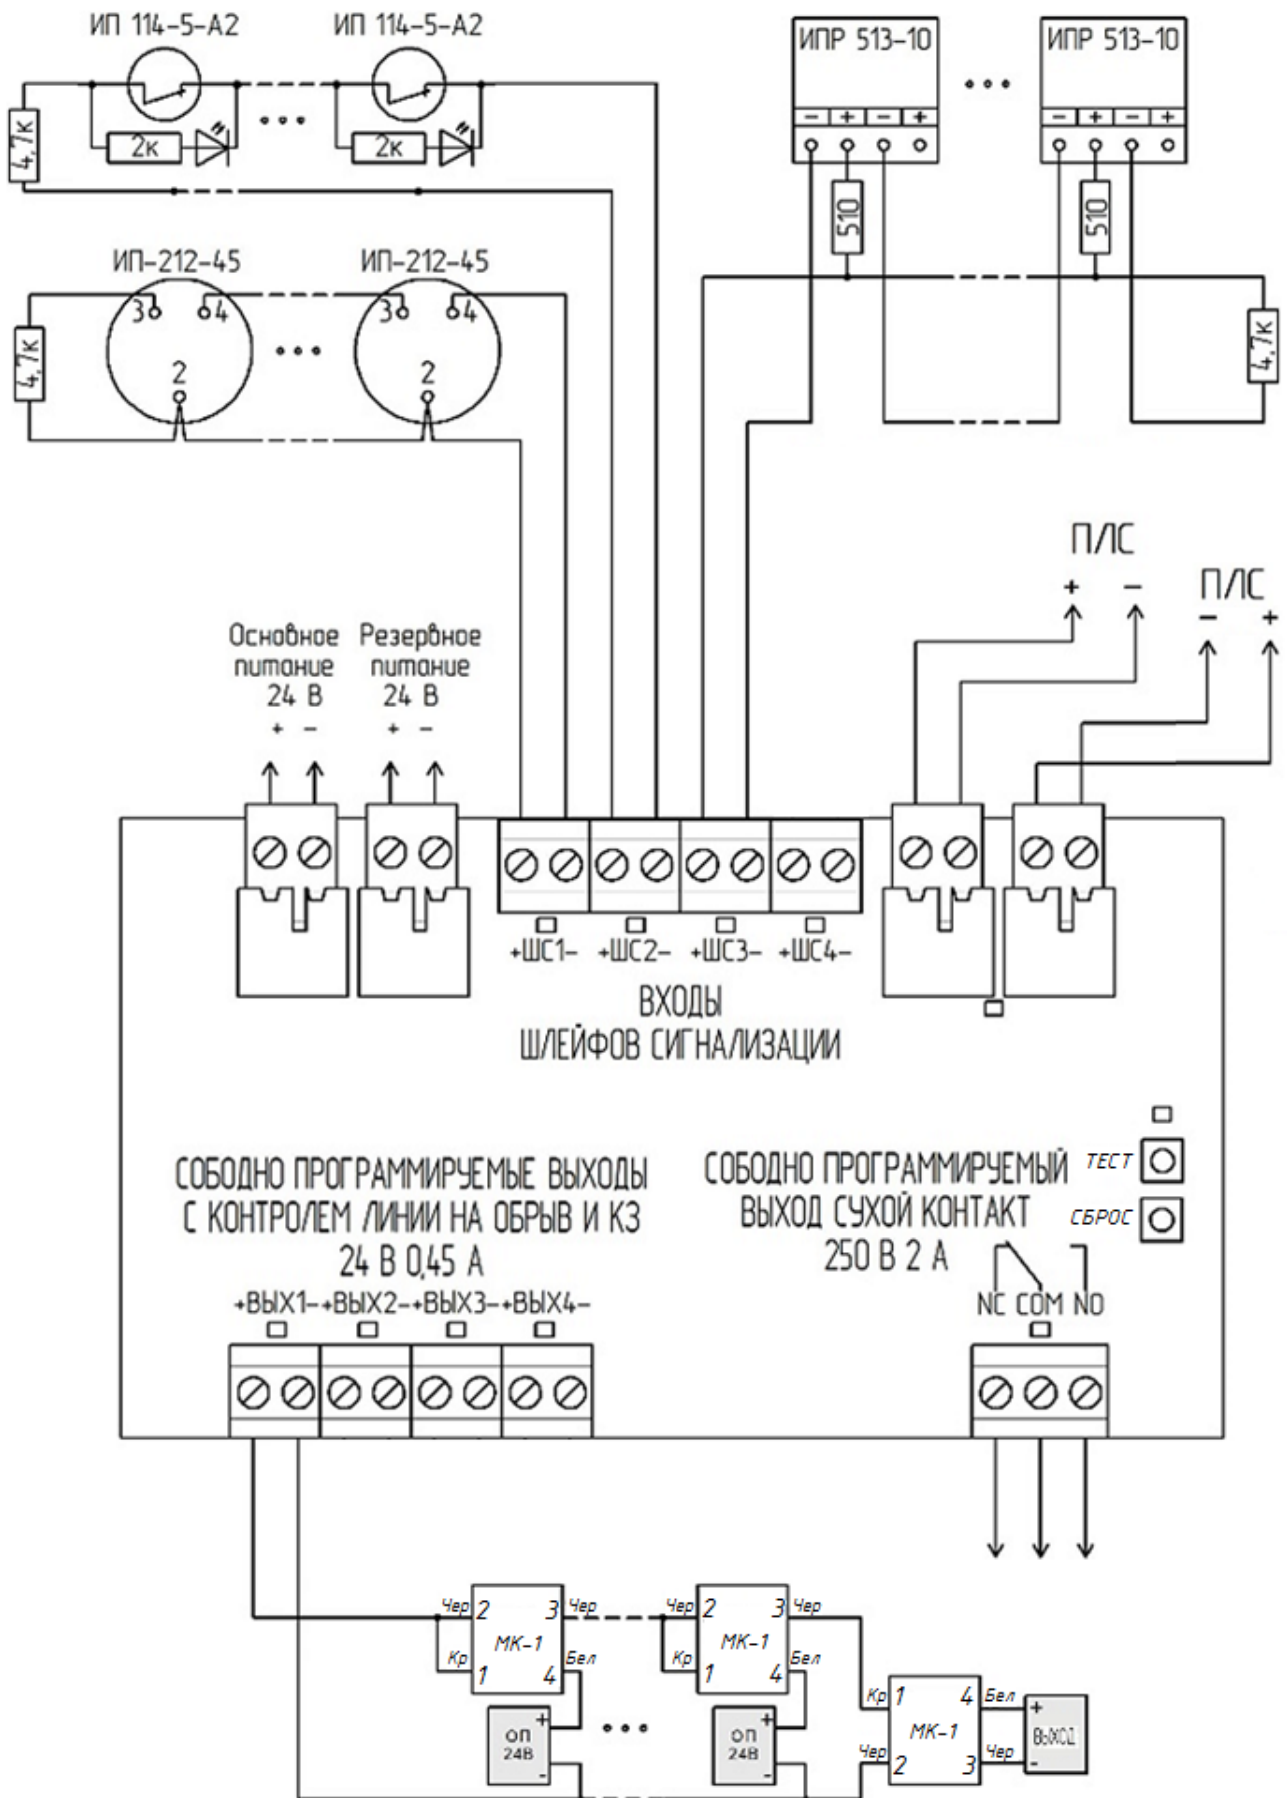 ИП 114-5-А2
ИП 114-5-А2
4,7к
2к
2к
ИПР 513-10
ИПР 513-10
- + - +
- + - +
510
510
4,7к
ИП-212-45
ИП-212-45
4,7к
3 4
2
3 4
2
ПЛС
+ -
ПЛС
- +
Основное
питание
24 В
+ -
Резервное
питание
24 В
+ -
+ШС1- +ШС2- +ШС3- +ШС4-
ВХОДЫ
ШЛЕЙФОВ СИГНАЛИЗАЦИИ
СОБОДНО ПРОГРАММИРУЕМЫЕ ВЫХОДЫ
С КОНТРОЛЕМ ЛИНИИ НА ОБРЫВ И КЗ
24 В 0,45 А
+ВЫХ1-+ВЫХ2-+ВЫХ3-+ВЫХ4-
СОБОДНО ПРОГРАММИРУЕМЫЙ
ВЫХОД СУХОЙ КОНТАКТ
250 В 2 А
ТЕСТ
СБРОС
NC COM NO
Чер 2 3 Чер
МК-1
Кр 1 4 Бел
ОП
24В
+
-
Чер 2 3 Чер
МК-1
Кр 1 4 Бел
ОП
24В
+
-
Кр 1 4 Бел
МК-1
Чер 2 3 Чер
+
ВЫХОД
-